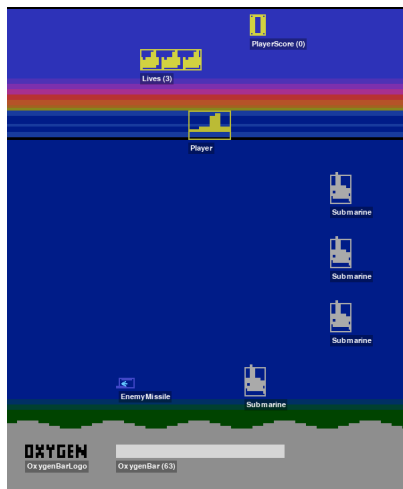 0
PlayerScore (0)
Lives (3)
Player
Submarine
Submarine
Submarine
EnemyMissile
Submarine
OXYGEN
OxygenBarLogo
OxygenBar (63)